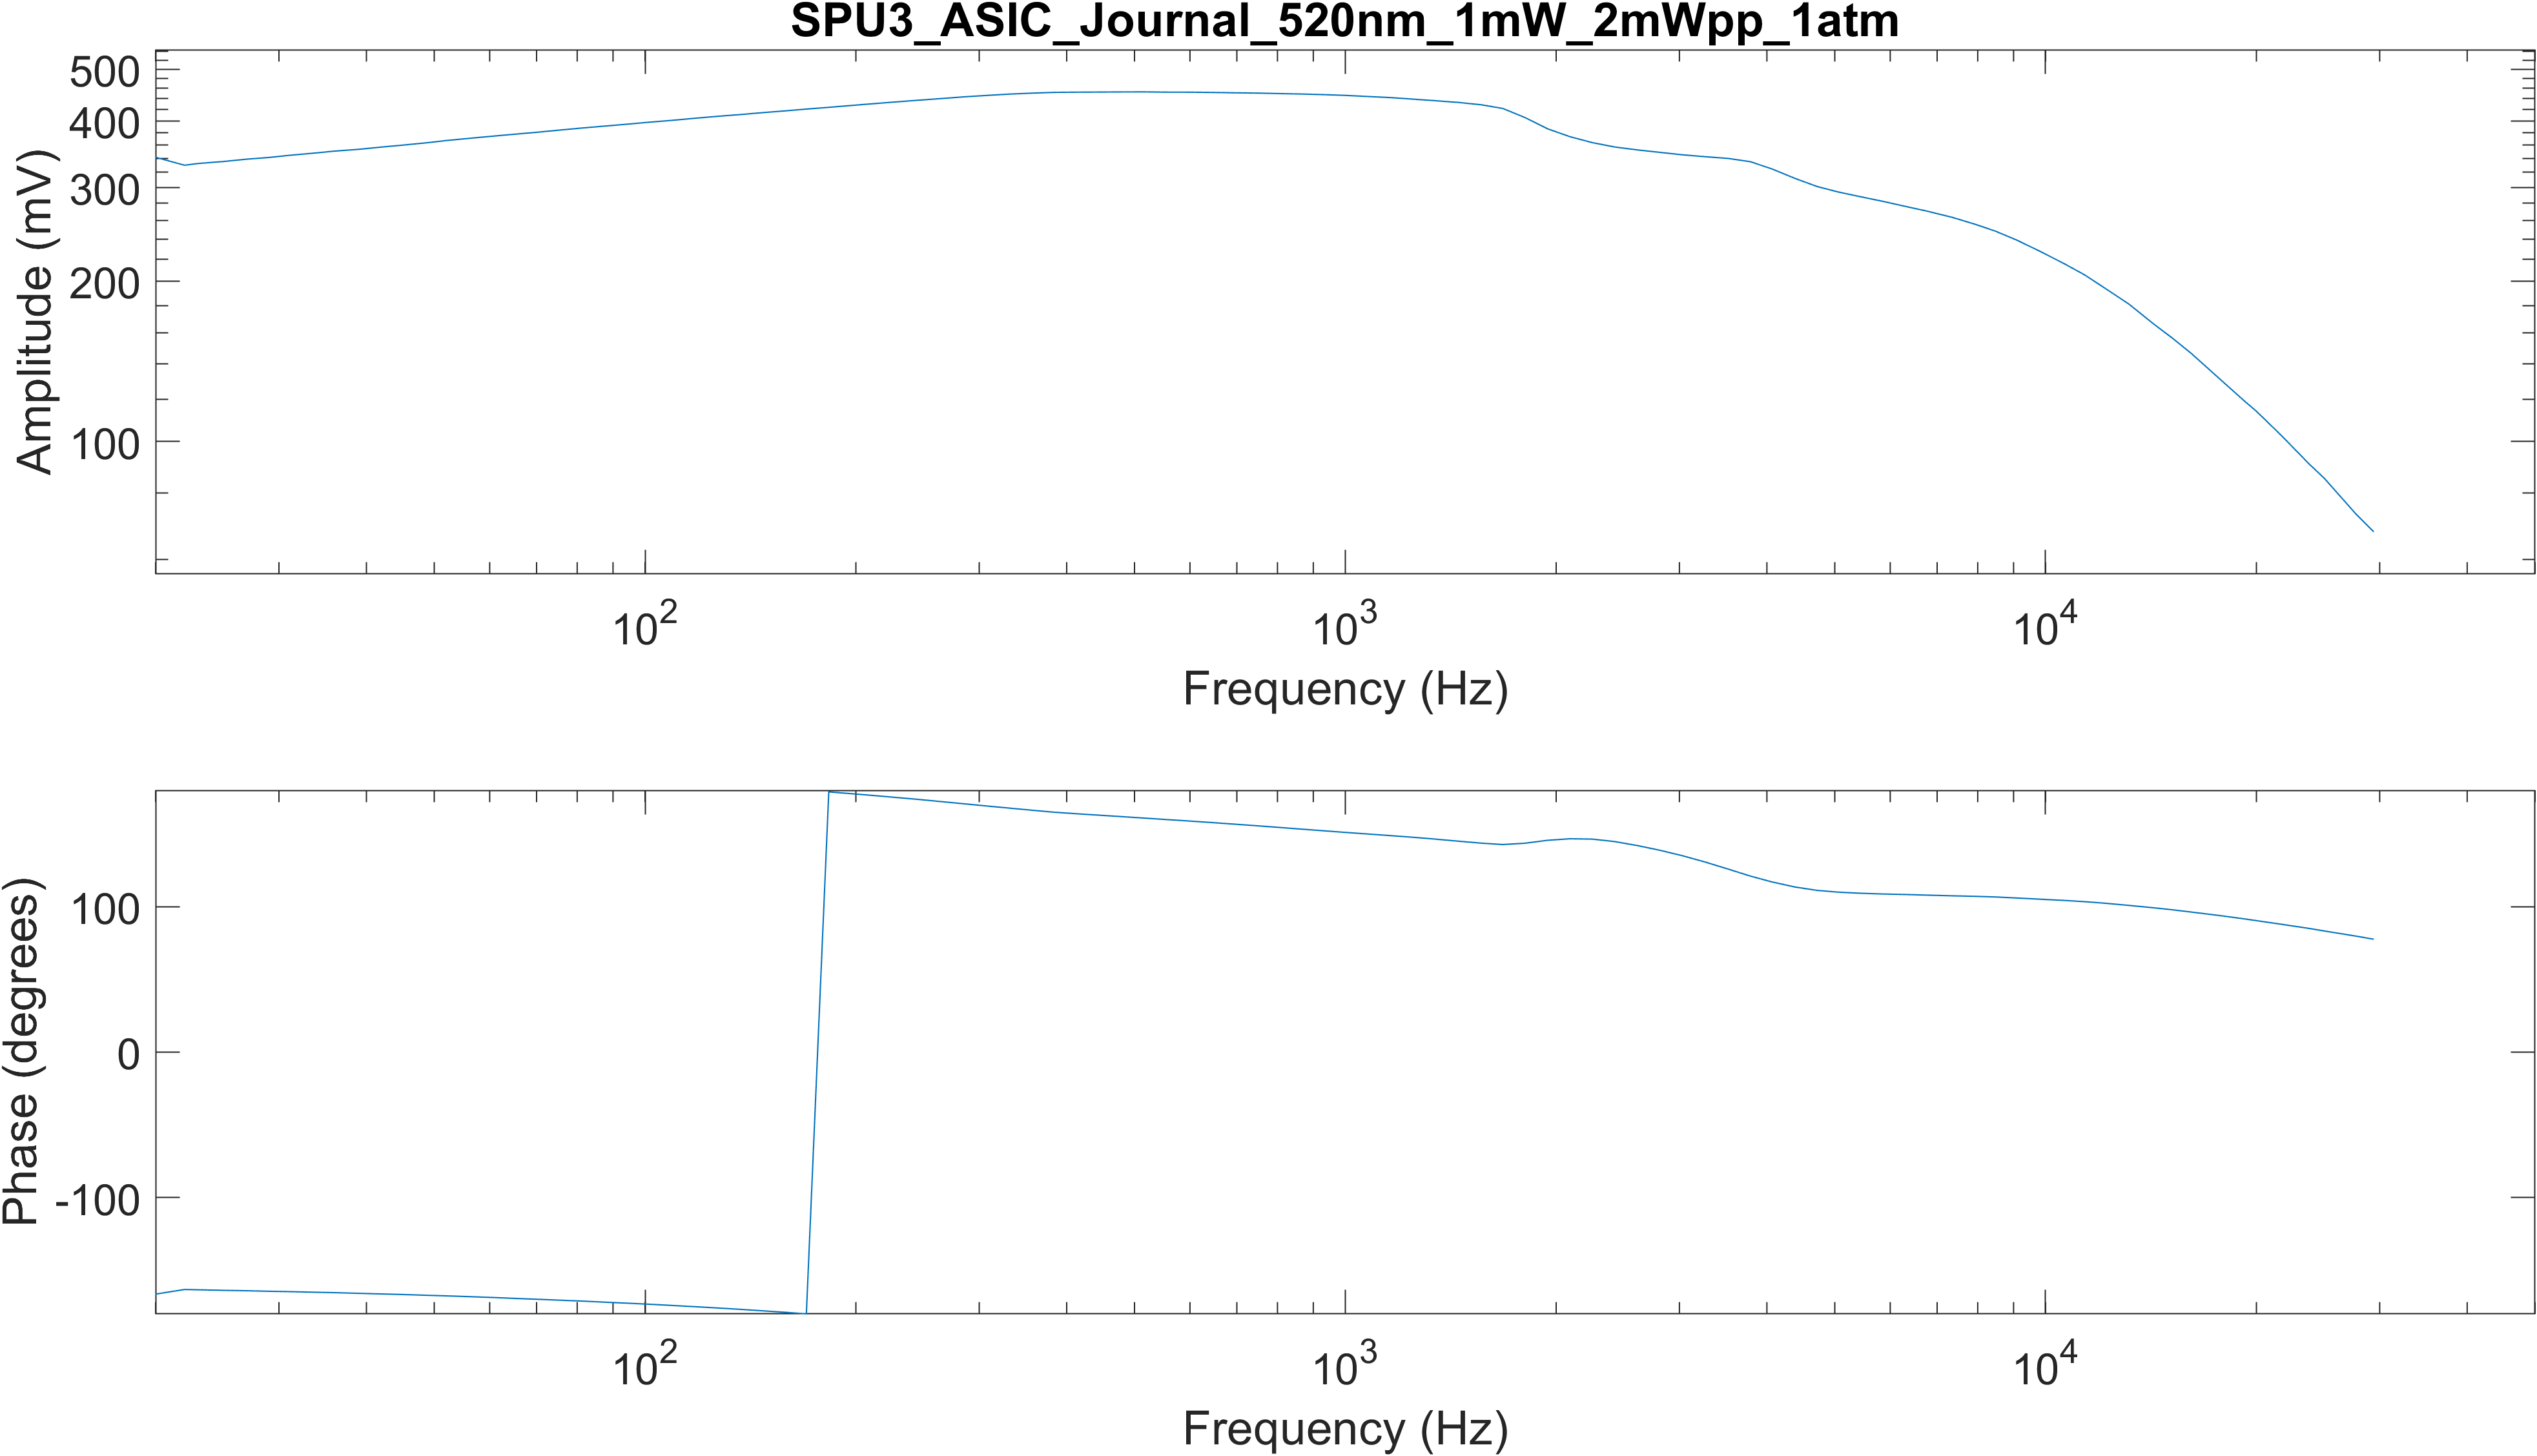 SPU3_ASIC_Journal_520nm_1mW_2mWpp_1atm
500
400
300
200
100
Amplitude (mV)
10^2
10^3
10^4
Frequency (Hz)
100
0
-100
Phase (degrees)
10^2
10^3
10^4
Frequency (Hz)